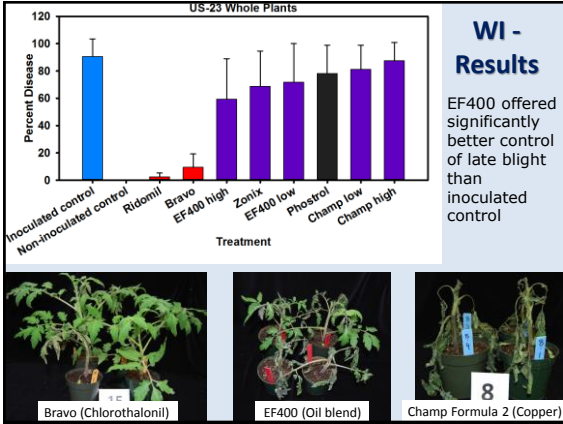 US-23 Whole Plants
120
100
80
60
40
20
0
Percent Disease
Inoculated control
Non-inoculated control
Ridomil
Bravo
EF400 high
Zonix
EF400 low
Phostrol
Champ low
Champ high
Treatment
WI -
Results
EF400 offered
significantly
better control
of late blight
than
inoculated
control
15
Bravo (Chlorothalonil)
EF400 (Oil blend)
8
Champ Formula 2 (Copper)